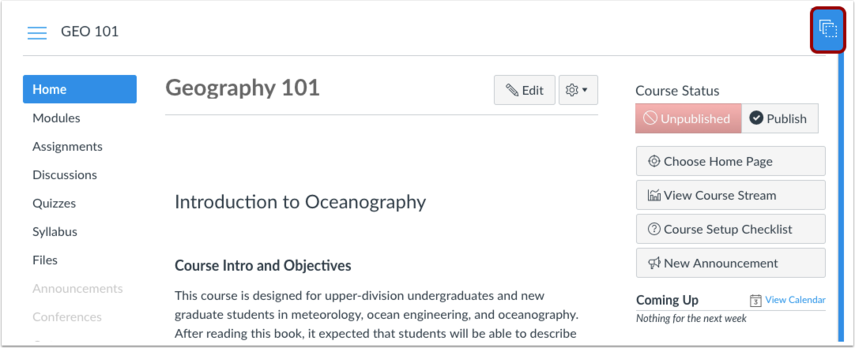 GEO 101
Home
Modules
Assignments
Discussions
Quizzes
Syllabus
Files
Announcements
Conferences
Geography 101
Edit
Introduction to Oceanography
Course Intro and Objectives
This course is designed for upper-division undergraduates and new
graduate students in meteorology, ocean engineering, and oceanography.
After reading this book, it expected that students will be able to describe
Course Status
Unpublished
Publish
Choose Home Page
View Course Stream
Course Setup Checklist
New Announcement
Coming Up
3
View Calendar
Nothing for the next week